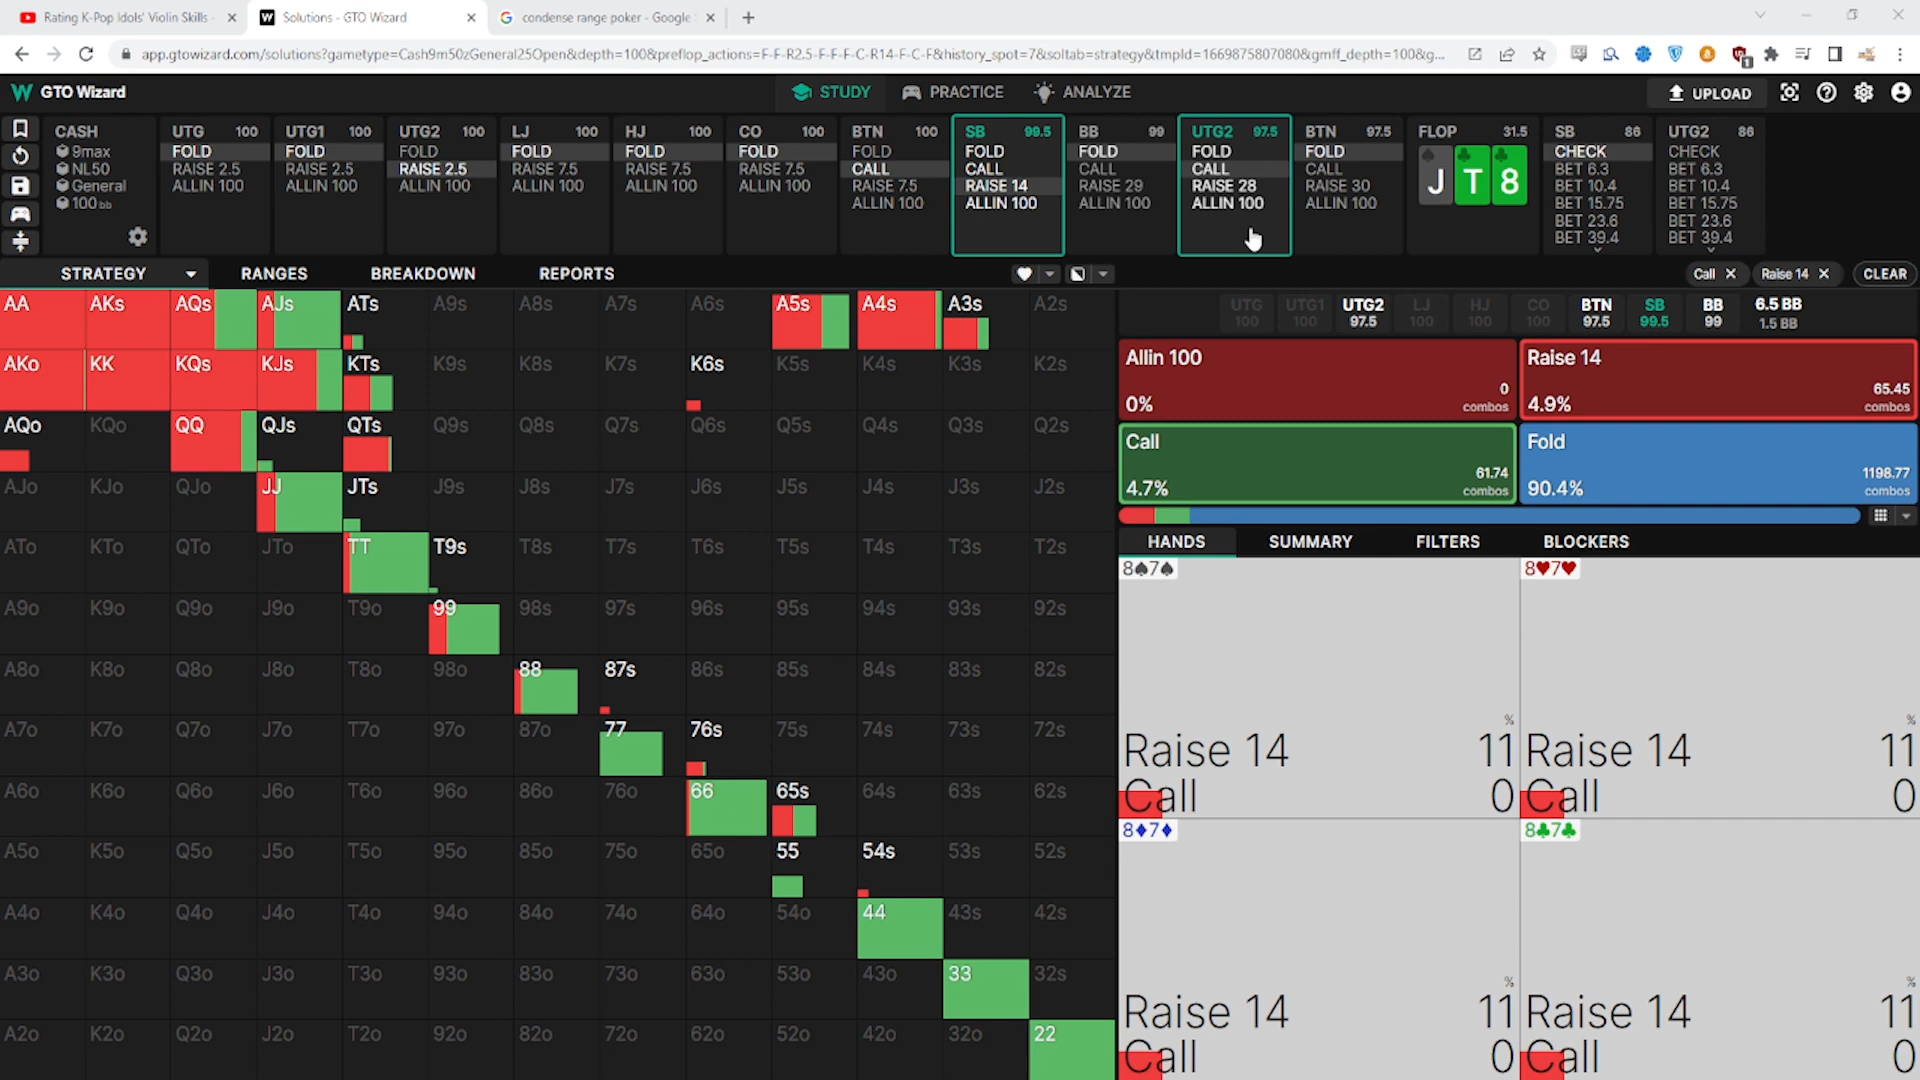 Rating K-Pop Idols' Violin Skills -
Solutions - GTO Wizard
condense range poker - Google
app.gtowizard.com/solutions?gametype=Cash9m50zGeneral25Open&depth=100&preflop_actions=F-F-R2.5-F-F-F-C-R14-F-C-F&history_spot=7&soltab=strategy&tmpId=1669875807080&gmff_depth=100&g...
W GTO Wizard
STUDY PRACTICE ANALYZE
UPLOAD
CASH
9max
NL50
General
100bb
UTG 100
FOLD
RAISE 2.5
ALLIN 100
UTG1 100
FOLD
RAISE 2.5
ALLIN 100
UTG2 100
FOLD
RAISE 2.5
ALLIN 100
LJ 100
FOLD
RAISE 7.5
ALLIN 100
HJ 100
FOLD
RAISE 7.5
ALLIN 100
CO 100
FOLD
RAISE 7.5
ALLIN 100
BTN 100
FOLD
CALL
RAISE 7.5
ALLIN 100
SB 99.5
FOLD
CALL
RAISE 14
ALLIN 100
BB 99
FOLD
CALL
RAISE 29
ALLIN 100
UTG2 97.5
FOLD
CALL
RAISE 28
ALLIN 100
BTN 97.5
FOLD
CALL
RAISE 30
ALLIN 100
FLOP 31.5
J T 8
SB 86
CHECK
BET 6.3
BET 10.4
BET 15.75
BET 23.6
BET 39.4
UTG2 86
CHECK
BET 6.3
BET 10.4
BET 15.75
BET 23.6
BET 39.4
STRATEGY RANGES BREAKDOWN REPORTS
Call Raise 14 CLEAR
AA AKs AQs AJs ATs A9s A8s A7s A6s A5s A4s A3s A2s
AKo KK KQs KJs KTs K9s K8s K7s K6s K5s K4s K3s K2s
AQo KQo QQ QJs QTs Q9s Q8s Q7s Q6s Q5s Q4s Q3s Q2s
AJo KJo QJo JJ JTs J9s J8s J7s J6s J5s J4s J3s J2s
ATo KTo QTo JTo TT T9s T8s T7s T6s T5s T4s T3s T2s
A9o K9o Q9o J9o T9o 99 98s 97s 96s 95s 94s 93s 92s
A8o K8o Q8o J8o T8o 98o 88 87s 86s 85s 84s 83s 82s
A7o K7o Q7o J7o T7o 97o 87o 77 76s 75s 74s 73s 72s
A6o K6o Q6o J6o T6o 96o 86o 76o 66 65s 64s 63s 62s
A5o K5o Q5o J5o T5o 95o 85o 75o 65o 55 54s 53s 52s
A4o K4o Q4o J4o T4o 94o 84o 74o 64o 54o 44 43s 42s
A3o K3o Q3o J3o T3o 93o 83o 73o 63o 53o 43o 33 32s
A2o K2o Q2o J2o T2o 92o 82o 72o 62o 52o 42o 32o 22
UTG UTG1 UTG2 LJ HJ CO BTN SB BB 6.5 BB
100 100 97.5 100 100 100 97.5 99.5 99 1.5 BB
Allin 100
0
0% combos
Raise 14
65.45
4.9% combos
Call
61.74
4.7% combos
Fold
1198.77
90.4% combos
HANDS SUMMARY FILTERS BLOCKERS
8♠7♠
%
Raise 14 11
Call 0
8♥7♥
%
Raise 14 11
Call 0
8♦7♦
%
Raise 14 11
Call 0
8♣7♣
%
Raise 14 11
Call 0